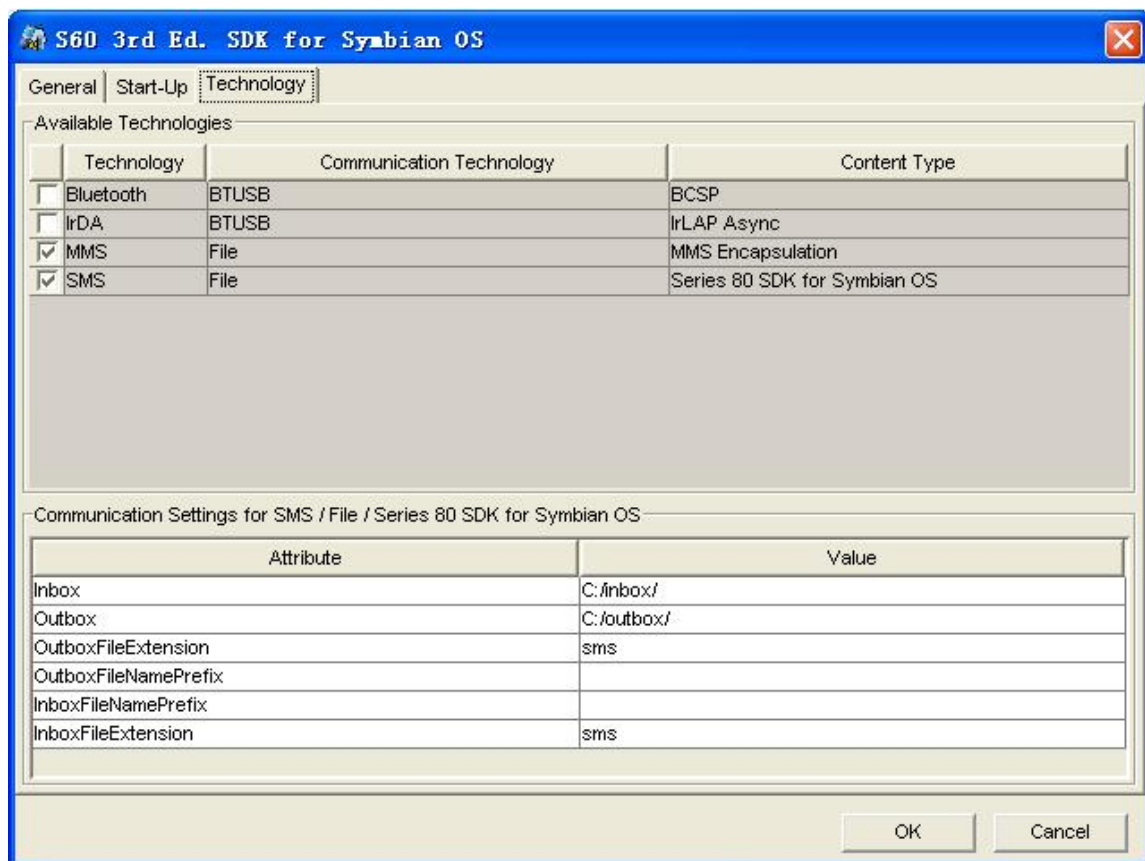 S60 3rd Ed. SDK for Symbian OS
General Start-Up Technology
Available Technologies
Technology Communication Technology Content Type
Bluetooth BTUSB BCSP
IrDA BTUSB IrLAP Async
MMS File MMS Encapsulation
SMS File Series 80 SDK for Symbian OS
Communication Settings for SMS / File / Series 80 SDK for Symbian OS
Attribute Value
Inbox C:/inbox/
Outbox C:/outbox/
OutboxFileExtension sms
OutboxFileNamePrefix
InboxFileNamePrefix
InboxFileExtension sms
OK Cancel